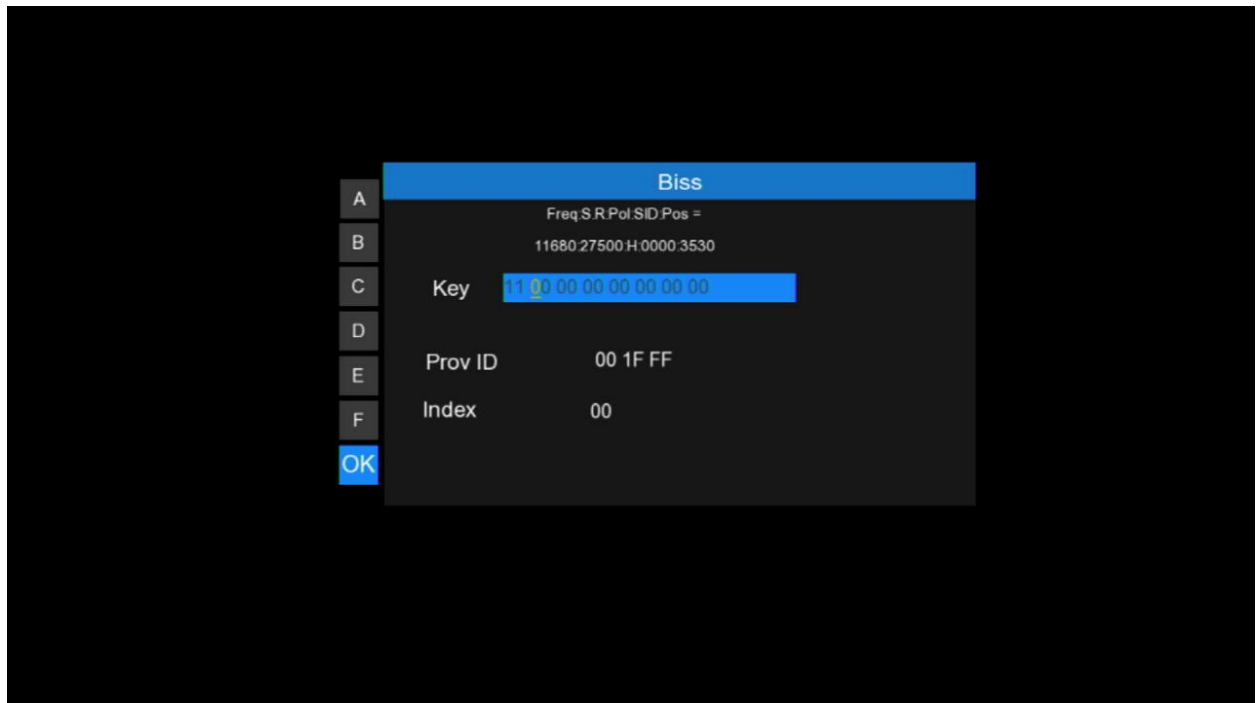 Biss
Freq:S.R:Pol:SID:Pos =
11680:27500:H:0000:3530
Key 11 00 00 00 00 00 00 00
Prov ID 00 1F FF
Index 00
A
B
C
D
E
F
OK